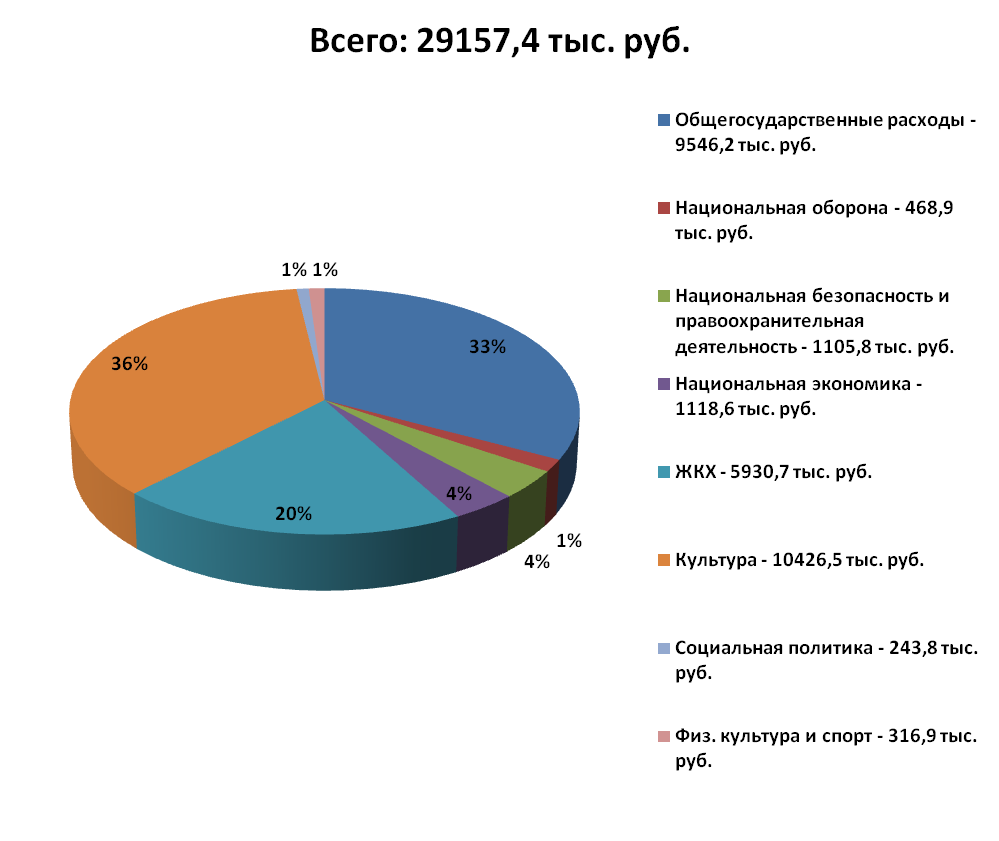 Всего: 29157,4 тыс. руб.
Общегосударственные расходы -
9546,2 тыс. руб.
Национальная оборона - 468,9
тыс. руб.
Национальная безопасность и
правоохранительная
деятельность - 1105,8 тыс. руб.
Национальная экономика -
1118,6 тыс. руб.
ЖКХ - 5930,7 тыс. руб.
Культура - 10426,5 тыс. руб.
Социальная политика - 243,8 тыс.
руб.
Физ. культура и спорт - 316,9 тыс.
руб.
1% 1%
33%
36%
4%
20%
1%
4%